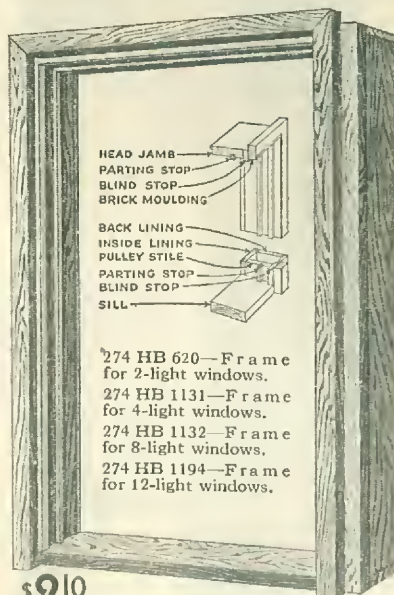 HEAD JAMB
PARTING STOP
BLIND STOP
BRICK MOULDING
BACK LINING
INSIDE LINING
PULLEY STILE
PARTING STOP
BLIND STOP
SILL
274 HB 620—Frame
for 2-light windows.
274 HB 1131—Frame
for 4-light windows.
274 HB 1132—Frame
for 8-light windows.
274 HB 1194—Frame
for 12-light windows.
$910